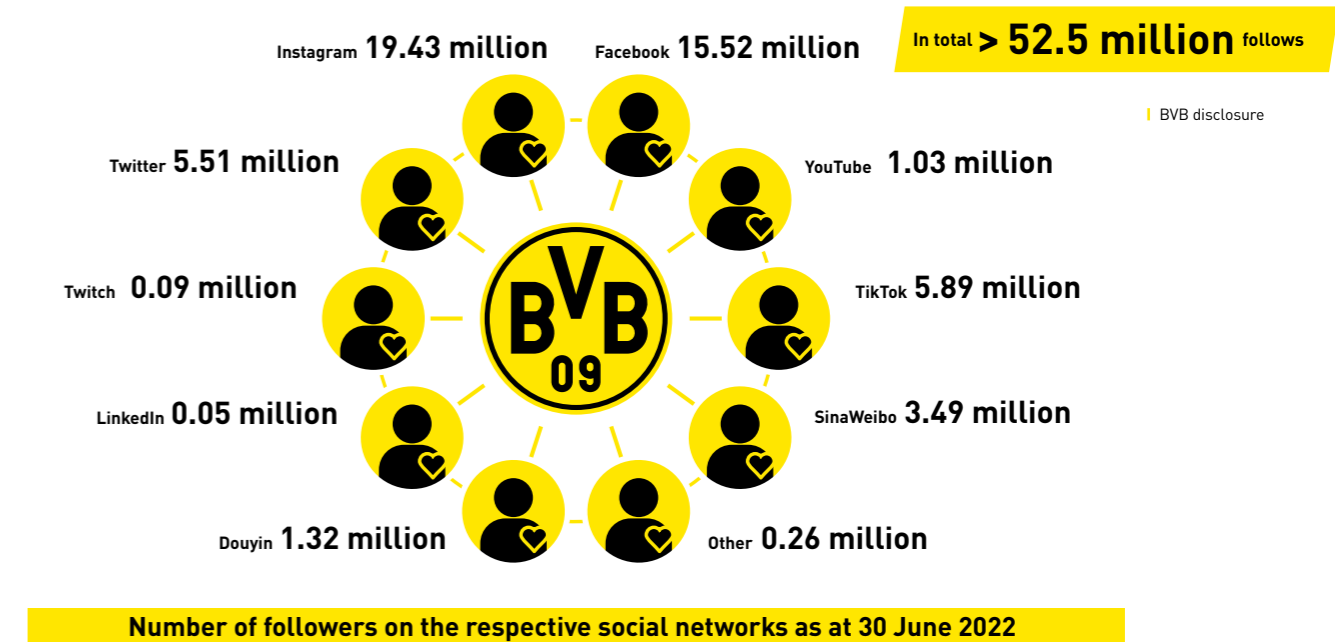 Instagram 19.43 million
Facebook 15.52 million
In total > 52.5 million follows
BVB disclosure
Twitter 5.51 million
YouTube 1.03 million
Twitch 0.09 million
TikTok 5.89 million
BVB
09
LinkedIn 0.05 million
SinaWeibo 3.49 million
Douyin 1.32 million
Other 0.26 million
Number of followers on the respective social networks as at 30 June 2022